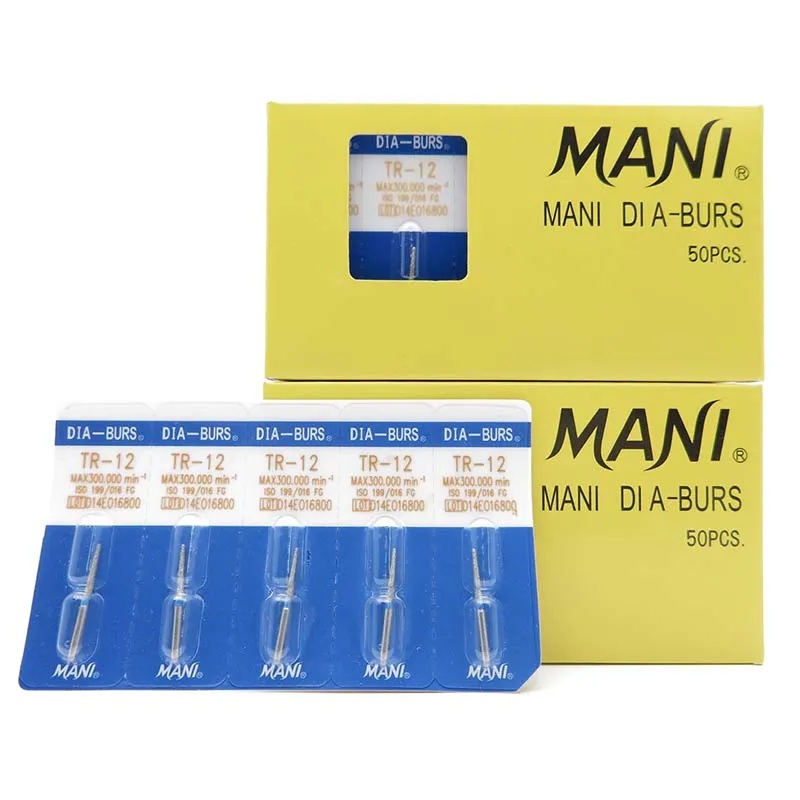 MANI®
MANI DIA-BURS
50PCS.
DIA-BURS®
TR-12
MAX300.000 min⁻¹
ISO 199/016 FG
LOT D14E016800
MANI®
MANI DIA-BURS
50PCS.
DIA-BURS® DIA-BURS® DIA-BURS® DIA-BURS® DIA-BURS®
TR-12 TR-12 TR-12 TR-12 TR-12
MAX300.000 min⁻¹ MAX300.000 min⁻¹ MAX300.000 min⁻¹ MAX300.000 min⁻¹ MAX300.000 min⁻¹
ISO 199/016 FG ISO 199/016 FG ISO 199/016 FG ISO 199/016 FG ISO 199/016 FG
LOT D14E016800 LOT D14E016800 LOT D14E016800 LOT D14E016800 LOT D14E016800
MANI® MANI® MANI® MANI® MANI®